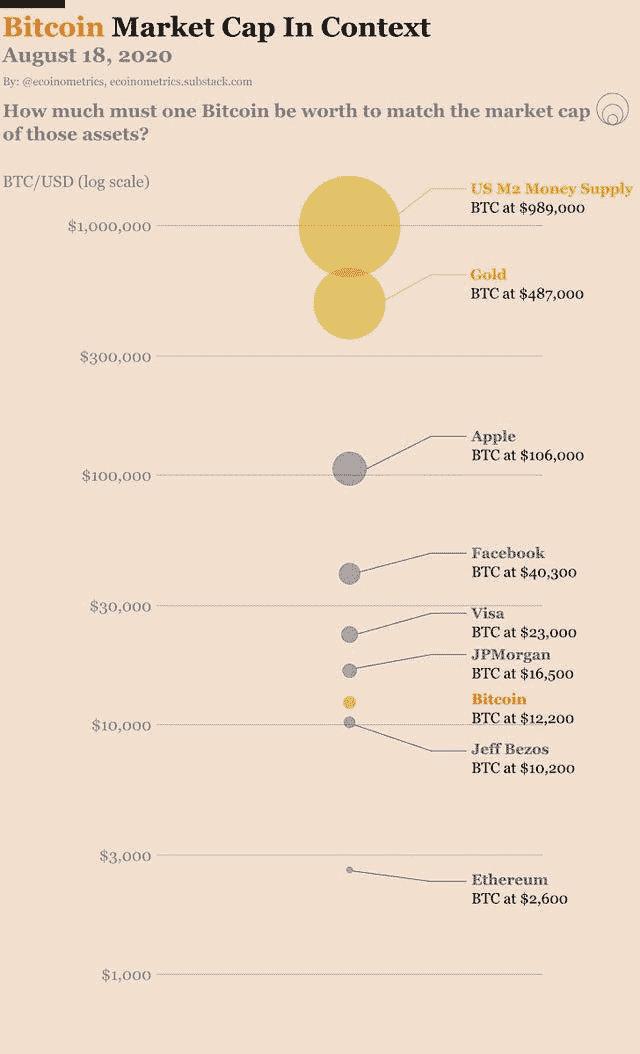 Bitcoin Market Cap In Context
August 18, 2020
By: @ecoinometrics, ecoinometrics.substack.com
How much must one Bitcoin be worth to match the market cap
of those assets?
BTC/USD (log scale)
US M2 Money Supply
BTC at $989,000
$1,000,000
Gold
BTC at $487,000
$300,000
Apple
BTC at $106,000
$100,000
Facebook
BTC at $40,300
$30,000
Visa
BTC at $23,000
JPMorgan
BTC at $16,500
Bitcoin
BTC at $12,200
$10,000
Jeff Bezos
BTC at $10,200
$3,000
Ethereum
BTC at $2,600
$1,000